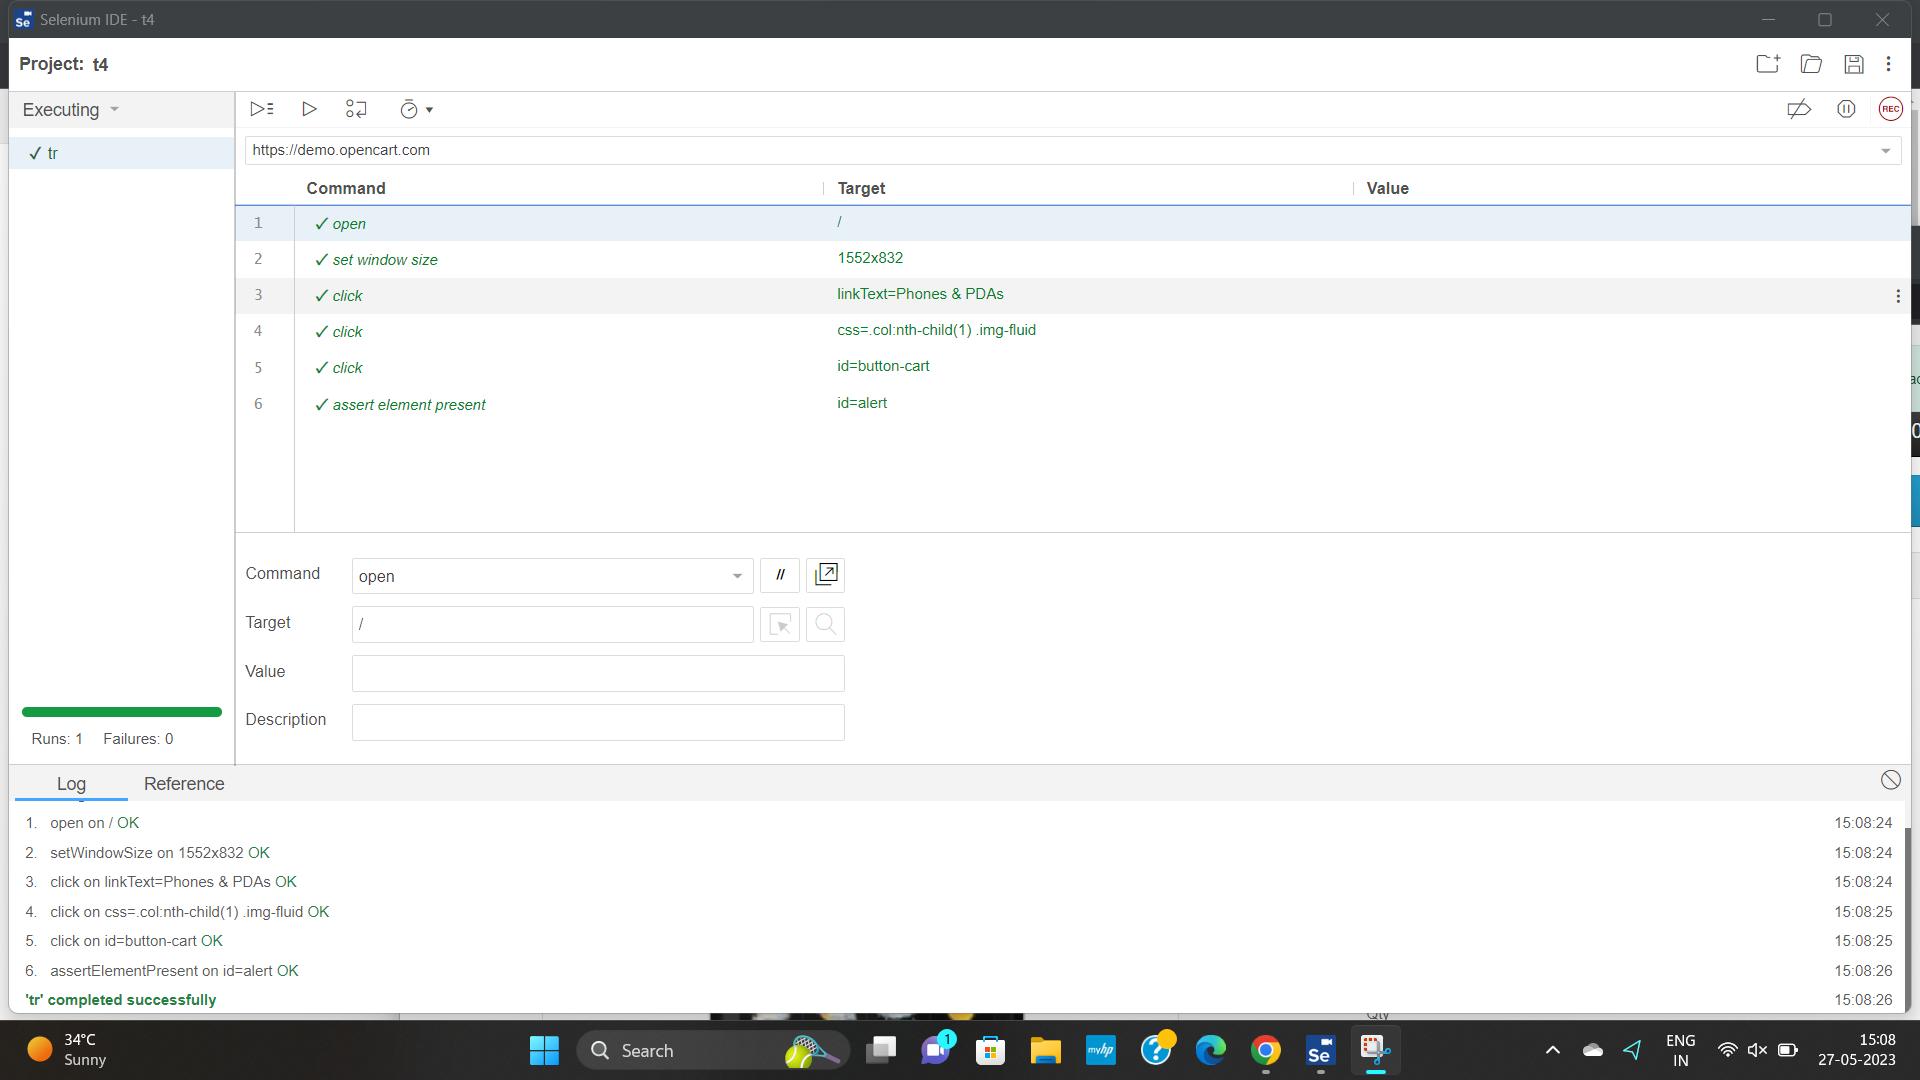 Se Selenium IDE - t4
Project: t4
Executing
REC
✓ tr
https://demo.opencart.com
Command Target Value
1 ✓ open /
2 ✓ set window size 1552x832
3 ✓ click linkText=Phones & PDAs
4 ✓ click css=.col:nth-child(1) .img-fluid
5 ✓ click id=button-cart
6 ✓ assert element present id=alert
Command open //
Target /
Value
Description
Runs: 1 Failures: 0
Log Reference
1. open on / OK 15:08:24
2. setWindowSize on 1552x832 OK 15:08:24
3. click on linkText=Phones & PDAs OK 15:08:24
4. click on css=.col:nth-child(1) .img-fluid OK 15:08:25
5. click on id=button-cart OK 15:08:25
6. assertElementPresent on id=alert OK 15:08:26
'tr' completed successfully 15:08:26
Qty
34°C
Sunny
Search
1
myhp
Se
ENG
IN
15:08
27-05-2023